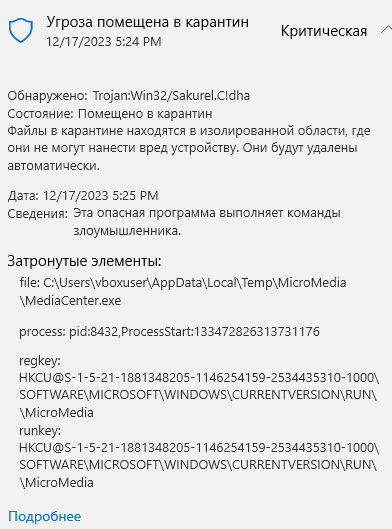 Угроза помещена в карантин
12/17/2023 5:24 PM
Критическая
Обнаружено: Trojan:Win32/Sakurel.C!dha
Состояние: Помещено в карантин
Файлы в карантине находятся в изолированной области, где
они не могут нанести вред устройству. Они будут удалены
автоматически.
Дата: 12/17/2023 5:25 PM
Сведения: Эта опасная программа выполняет команды
злоумышленника.
Затронутые элементы:
file: C:\Users\vboxuser\AppData\Local\Temp\MicroMedia
\MediaCenter.exe
process: pid:8432,ProcessStart:133472826313731176
regkey:
HKCU@S-1-5-21-1881348205-1146254159-2534435310-1000\
SOFTWARE\MICROSOFT\WINDOWS\CURRENTVERSION\RUN\
\MicroMedia
runkey:
HKCU@S-1-5-21-1881348205-1146254159-2534435310-1000\
SOFTWARE\MICROSOFT\WINDOWS\CURRENTVERSION\RUN\
\MicroMedia
Подробнее